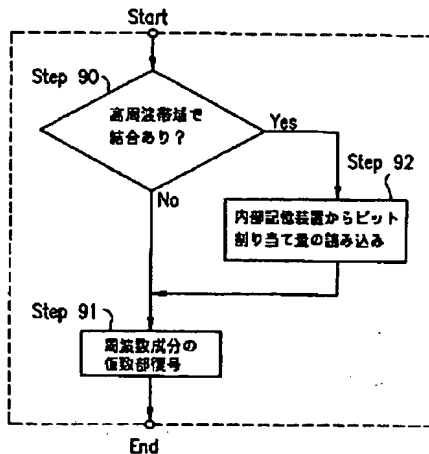 Start
Step 90
高周波帯域で
結合あり?
Yes
Step 92
No
内部記憶装置からビット
割り当て量の読み込み
Step 91
周波数成分の
仮数部復号
End